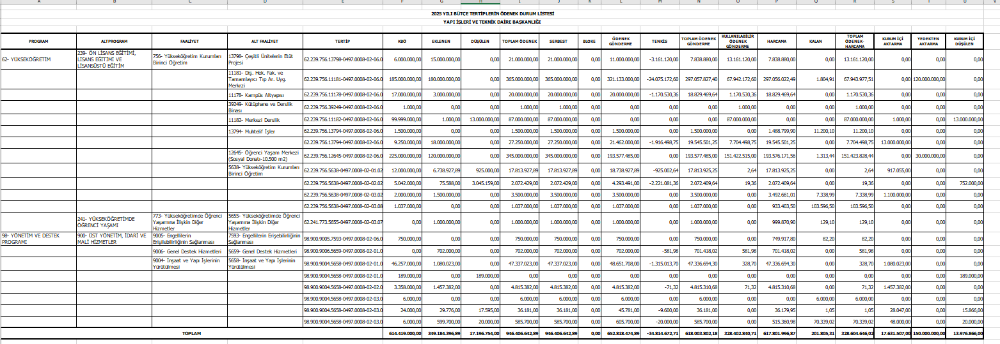 A B C D E F G H I J K L M N O P Q R S T U V
2025 YILI BÜTÇE TERTİPLERİN ÖDENEK DURUM LİSTESİ
YAPI İŞLERİ VE TEKNİK DAİRE BAŞKANLIĞI
PROGRAM ALTPROGRAM FAALİYET ALT FAALİYET TERTİP KBÖ EKLENEN DÜŞÜLEN TOPLAM ÖDENEK SERBEST BLOKE ÖDENEK GÖNDERME TENKİS TOPLAM ÖDENEK GÖNDERME KULLANILABİLİR ÖDENEK GÖNDERME HARCAMA KALAN TOPLAM ÖDENEK-HARCAMA KURUM İÇİ AKTARMA YEDEKTEN AKTARMA KURUM İÇİ DÜŞÜLEN
62- YÜKSEKÖĞRETİM 239- ÖN LİSANS EĞİTİMİ, LİSANS EĞİTİMİ VE LİSANSÜSTÜ EĞİTİM 756- Yükseköğretim Kurumları Birinci Öğretim 13798- Çeşitli Ünitelerin Etüt Projesi 62.239.756.13798-0497.0008-02-06.0 6.000.000,00 15.000.000,00 0,00 21.000.000,00 21.000.000,00 0,00 11.000.000,00 -3.161.120,00 7.838.880,00 13.161.120,00 7.838.880,00 0,00 13.161.120,00 0,00 0,00 0,00
11181- Diş. Hek. Fak. ve Tamamlayıcı Tıp Ar. Uyg. Merkrzi 62.239.756.11181-0497.0008-02-06.0 185.000.000,00 180.000.000,00 0,00 365.000.000,00 365.000.000,00 0,00 321.133.000,00 -24.075.172,60 297.057.827,40 67.942.172,60 297.056.022,49 1.804,91 67.943.977,51 0,00 120.000.000,00 0,00
11178- Kampüs Altyapısı 62.239.756.11178-0497.0008-02-06.0 17.000.000,00 3.000.000,00 0,00 20.000.000,00 20.000.000,00 0,00 20.000.000,00 -1.170.530,36 18.829.469,64 1.170.530,36 18.829.469,64 0,00 1.170.530,36 0,00 0,00 0,00
39249- Kütüphane ve Derslik Binası 62.239.756.39249-0497.0008-02-06.0 1.000,00 0,00 0,00 1.000,00 1.000,00 0,00 0,00 0,00 0,00 1.000,00 0,00 0,00 1.000,00 0,00 0,00 0,00
11182- Merkezi Derslik 62.239.756.11182-0497.0008-02-06.0 99.999.000,00 1.000,00 13.000.000,00 87.000.000,00 87.000.000,00 0,00 0,00 0,00 0,00 87.000.000,00 0,00 0,00 87.000.000,00 1.000,00 0,00 13.000.000,00
13794- Muhtelif İşler 62.239.756.13794-0497.0008-02-06.0 1.500.000,00 0,00 0,00 1.500.000,00 1.500.000,00 0,00 1.500.000,00 0,00 1.500.000,00 0,00 1.488.799,90 11.200,10 11.200,10 0,00 0,00 0,00
62.239.756.13794-0497.0008-02-06.0 9.250.000,00 18.000.000,00 0,00 27.250.000,00 27.250.000,00 0,00 21.462.000,00 -1.916.498,75 19.545.501,25 7.704.498,75 19.545.501,25 0,00 7.704.498,75 13.000.000,00 0,00 0,00
12645- Öğrenci Yaşam Merkezi (Sosyal Donatı-10.500 m2) 62.239.756.12645-0497.0008-02-06.0 225.000.000,00 120.000.000,00 0,00 345.000.000,00 345.000.000,00 0,00 193.577.485,00 0,00 193.577.485,00 151.422.515,00 193.576.171,56 1.313,44 151.423.828,44 0,00 30.000.000,00 0,00
5638- Yükseköğretim Kurumları Birinci Öğretim 62.239.756.5638-0497.0008-02-01.02 12.000.000,00 6.738.927,89 925.000,00 17.813.927,89 17.813.927,89 0,00 18.738.927,89 -925.002,64 17.813.925,25 2,64 17.813.925,25 0,00 2,64 917.055,00 0,00 0,00
62.239.756.5638-0497.0008-02-02.02 5.042.000,00 75.588,00 3.045.159,00 2.072.429,00 2.072.429,00 0,00 4.293.491,00 -2.221.081,36 2.072.409,64 19,36 2.072.409,64 0,00 19,36 0,00 0,00 752.000,00
62.239.756.5638-0497.0008-02-03.02 2.000.000,00 1.500.000,00 0,00 3.500.000,00 3.500.000,00 0,00 3.500.000,00 0,00 3.500.000,00 0,00 3.492.661,01 7.338,99 7.338,99 1.100.000,00 0,00 0,00
62.239.756.5638-0497.0008-02-03.08 1.037.000,00 0,00 0,00 1.037.000,00 1.037.000,00 0,00 1.037.000,00 0,00 1.037.000,00 0,00 933.403,50 103.596,50 103.596,50 0,00 0,00 0,00
241- YÜKSEKÖĞRETİMDE ÖĞRENCİ YAŞAMI 773- Yükseköğretimde Öğrenci Yaşamına İlişkin Diğer Hizmetler 5655- Yükseköğretimde Öğrenci Yaşamına İlişkin Diğer Hizmetler 62.241.773.5655-0497.0008-02-03.07 0,00 1.000.000,00 0,00 1.000.000,00 1.000.000,00 0,00 1.000.000,00 0,00 1.000.000,00 0,00 999.870,90 129,10 129,10 0,00 0,00 0,00
98- YÖNETİM VE DESTEK PROGRAMI 900- ÜST YÖNETİM, İDARİ VE MALİ HİZMETLER 9005- Engellilerin Erişilebilirliğinin Sağlanması 7593- Engellilerin Erişebilirliğinin Sağlanması 98.900.9005.7593-0497.0008-02-06.0 750.000,00 0,00 0,00 750.000,00 750.000,00 0,00 750.000,00 0,00 750.000,00 0,00 749.917,80 82,20 82,20 0,00 0,00 0,00
9006- Genel Destek Hizmetleri 5659- Genel Destek Hizmetleri 98.900.9006.5659-0497.0008-02-01.0 0,00 702.000,00 0,00 702.000,00 702.000,00 0,00 702.000,00 -581,98 701.418,02 581,98 701.418,02 0,00 581,98 0,00 0,00 0,00
9004- İnşaat ve Yapı İşlerinin Yürütülmesi 5658- İnşaat ve Yapı İşlerinin Yürütülmesi 98.900.9004.5658-0497.0008-02-01.0 46.257.000,00 1.080.023,00 0,00 47.337.023,00 47.337.023,00 0,00 48.651.708,00 -1.315.013,70 47.336.694,30 328,70 47.336.694,30 0,00 328,70 1.080.023,00 0,00 0,00
98.900.9004.5658-0497.0008-02-01.0 189.000,00 0,00 189.000,00 0,00 0,00 0,00 0,00 0,00 0,00 0,00 0,00 0,00 0,00 0,00 0,00 189.000,00
98.900.9004.5658-0497.0008-02-02.0 3.358.000,00 1.457.382,00 0,00 4.815.382,00 4.815.382,00 0,00 4.815.382,00 -71,32 4.815.310,68 71,32 4.815.310,68 0,00 71,32 1.457.382,00 0,00 0,00
98.900.9004.5658-0497.0008-02-03.0 6.000,00 0,00 0,00 6.000,00 6.000,00 0,00 6.000,00 0,00 6.000,00 0,00 0,00 6.000,00 6.000,00 0,00 0,00 0,00
98.900.9004.5658-0497.0008-02-03.0 24.000,00 29.776,00 17.595,00 36.181,00 36.181,00 0,00 45.781,00 -9.600,00 36.181,00 0,00 36.179,95 1,05 1,05 28.047,00 0,00 15.866,00
98.900.9004.5658-0497.0008-02-03.0 6.000,00 599.700,00 20.000,00 585.700,00 585.700,00 0,00 605.700,00 -20.000,00 585.700,00 0,00 515.360,98 70.339,02 70.339,02 48.000,00 0,00 20.000,00
TOPLAM 614.419.000,00 349.184.396,89 17.196.754,00 946.406.642,89 946.406.642,89 0,00 652.818.474,89 -34.814.672,71 618.003.802,18 328.402.840,71 617.801.996,87 201.805,31 328.604.646,02 17.631.507,00 150.000.000,00 13.976.866,00